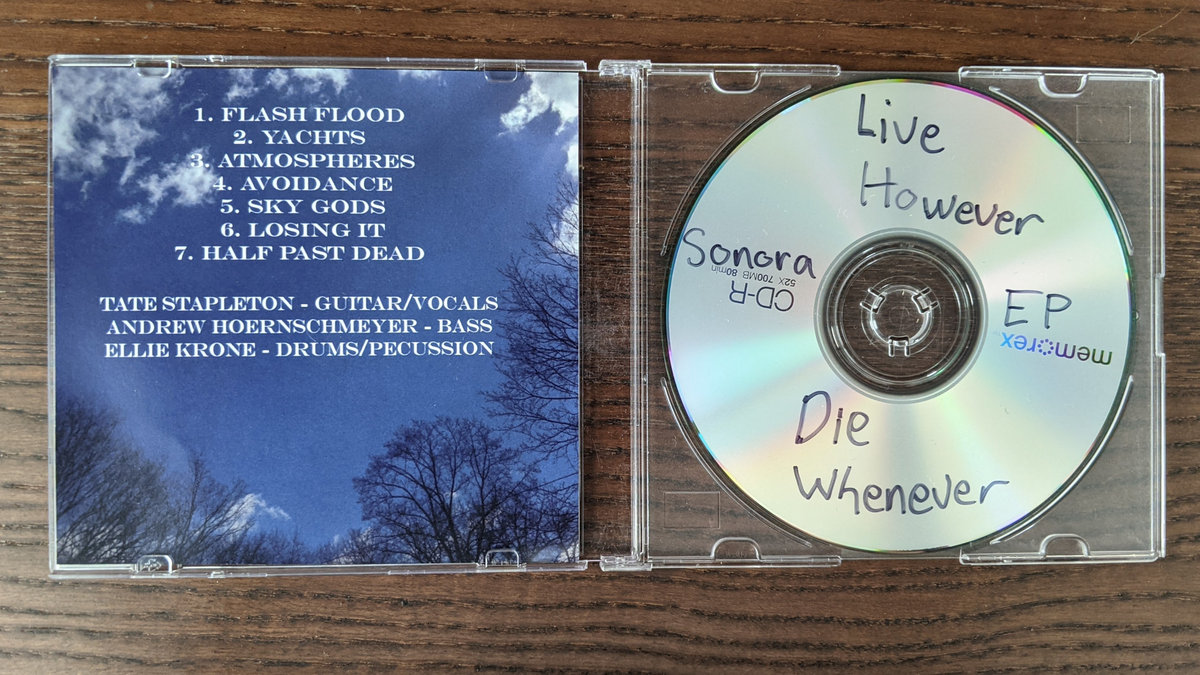 1. FLASH FLOOD
2. YACHTS
3. ATMOSPHERES
4. AVOIDANCE
5. SKY GODS
6. LOSING IT
7. HALF PAST DEAD
TATE STAPLETON - GUITAR/VOCALS
ANDREW HOERNSCHMEYER - BASS
ELLIE KRONE - DRUMS/PECUSSION
Live
However
Sonora
52X 700MB 80min
CD-R
EP
memorex
Die
Whenever